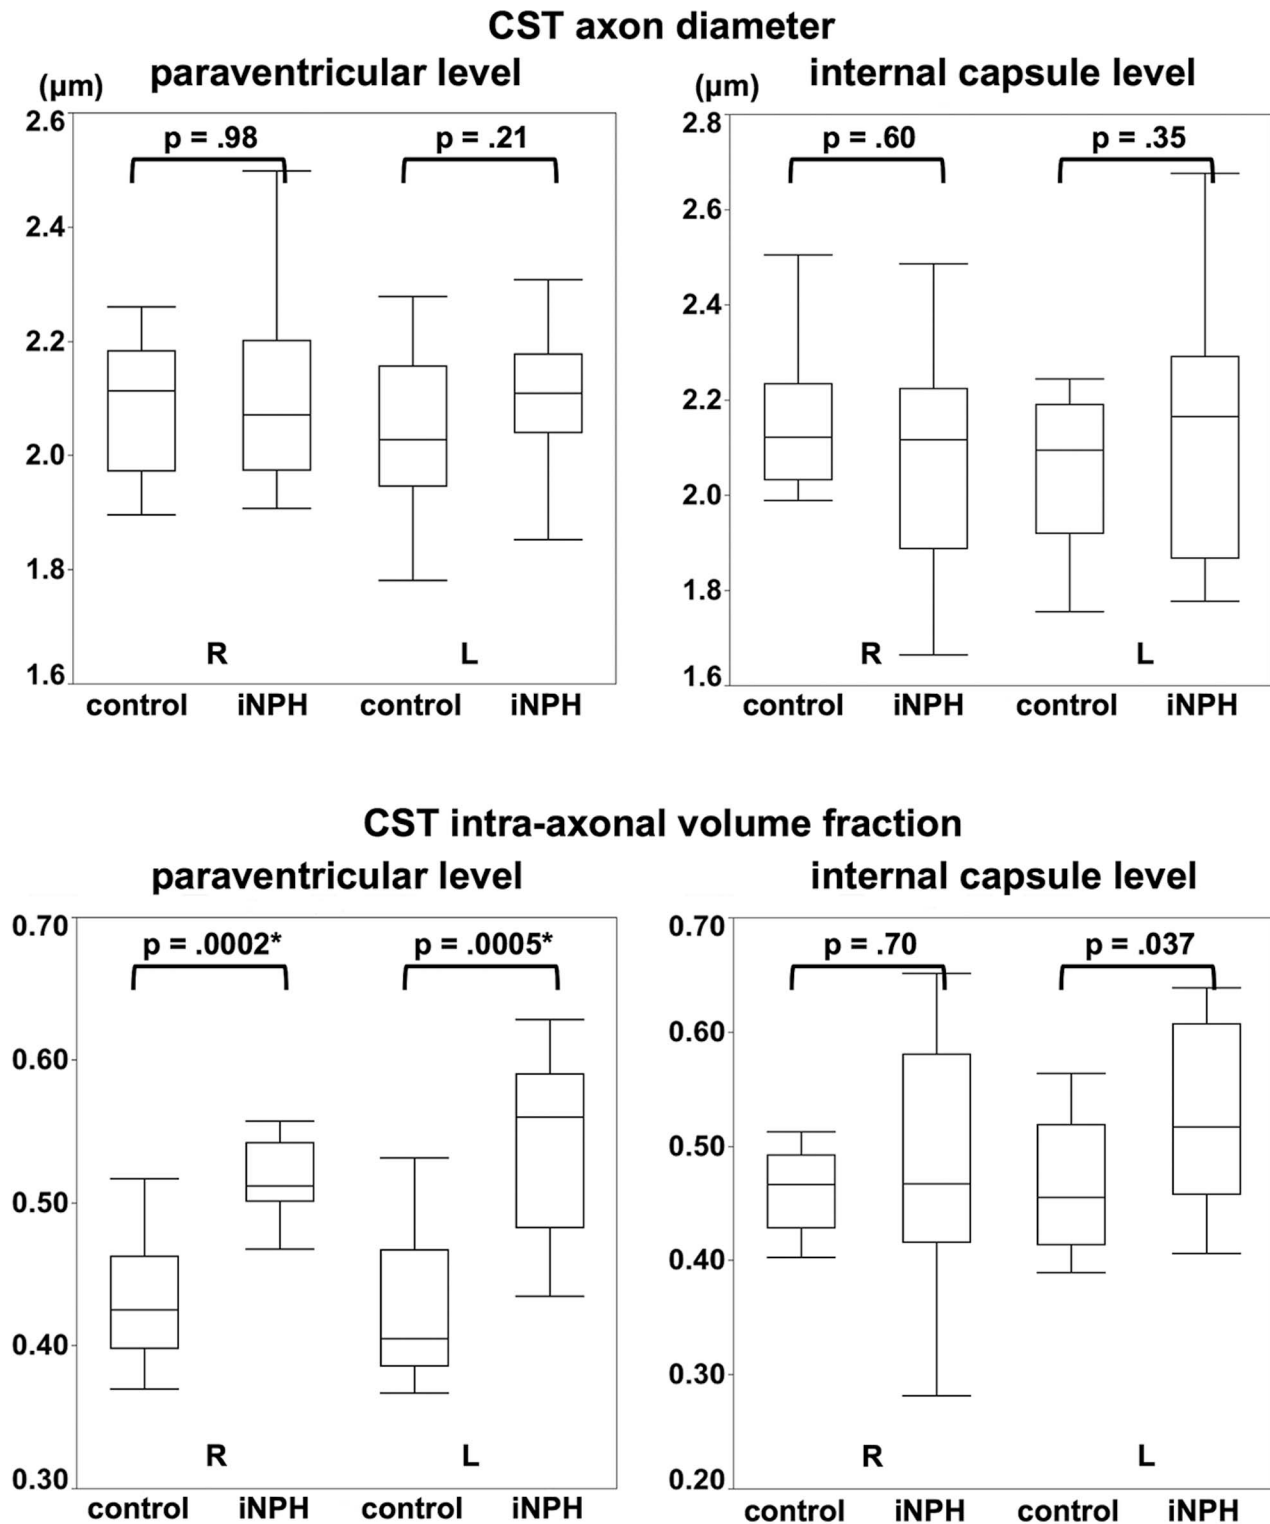 CST axon diameter
paraventricular level
(µm)
p = .98
p = .21
2.6
2.4
2.2
2.0
1.8
1.6
R
L
control
iNPH
control
iNPH
internal capsule level
(µm)
p = .60
p = .35
2.8
2.6
2.4
2.2
2.0
1.8
1.6
R
L
control
iNPH
control
iNPH
CST intra-axonal volume fraction
paraventricular level
p = .0002*
p = .0005*
0.70
0.60
0.50
0.40
0.30
R
L
control
iNPH
control
iNPH
internal capsule level
p = .70
p = .037
0.70
0.60
0.50
0.40
0.30
0.20
R
L
control
iNPH
control
iNPH